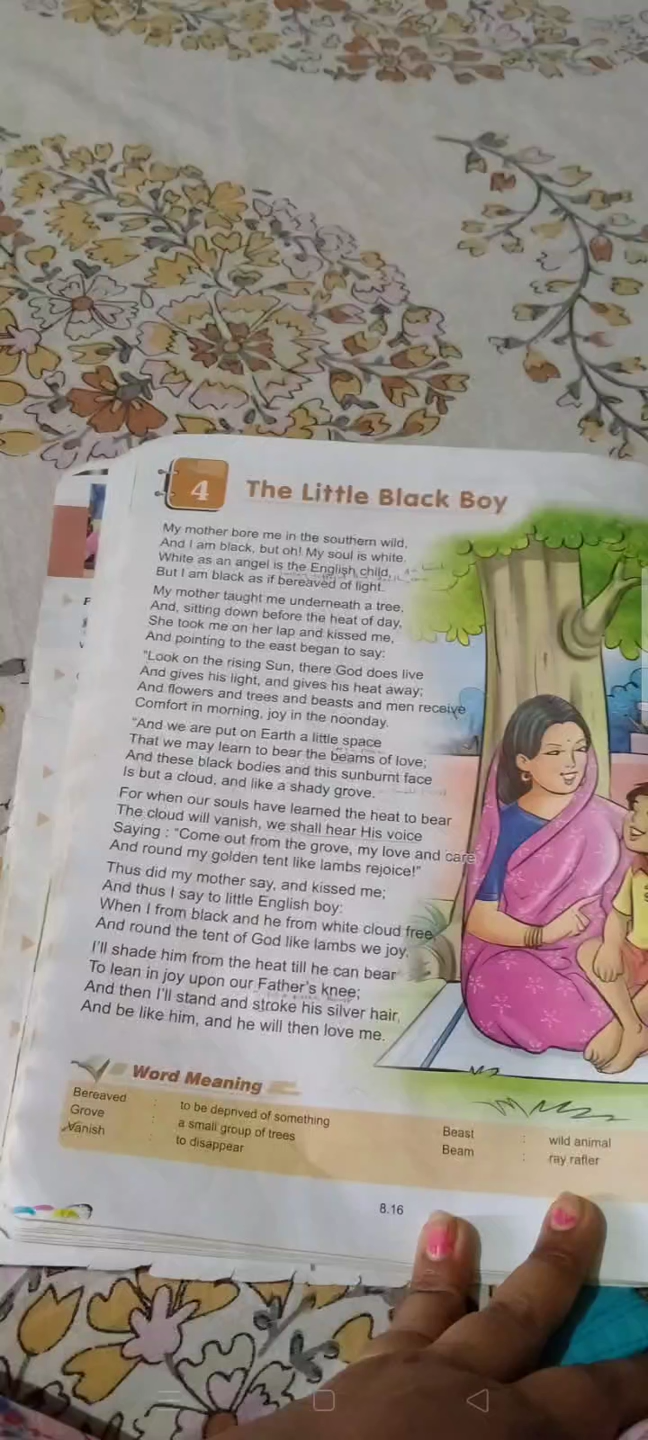 4 The Little Black Boy
My mother bore me in the southern wild,
And I am black, but oh! My soul is white.
White as an angel is the English child,
But I am black as if bereaved of light.
My mother taught me underneath a tree,
And, sitting down before the heat of day,
She took me on her lap and kissed me,
And pointing to the east began to say:
"Look on the rising Sun, there God does live
And gives his light, and gives his heat away;
And flowers and trees and beasts and men receive
Comfort in morning, joy in the noonday.
"And we are put on Earth a little space
That we may learn to bear the beams of love;
And these black bodies and this sunburnt face
Is but a cloud, and like a shady grove.
For when our souls have learned the heat to bear
The cloud will vanish, we shall hear His voice
Saying : "Come out from the grove, my love and care
And round my golden tent like lambs rejoice!"
Thus did my mother say, and kissed me;
And thus I say to little English boy:
When I from black and he from white cloud free,
And round the tent of God like lambs we joy.
I'll shade him from the heat till he can bear
To lean in joy upon our Father's knee;
And then I'll stand and stroke his silver hair,
And be like him, and he will then love me.
Word Meaning
Bereaved : to be deprived of something
Grove : a small group of trees
Vanish : to disappear
Beast : wild animal
Beam : ray rafter
8.16